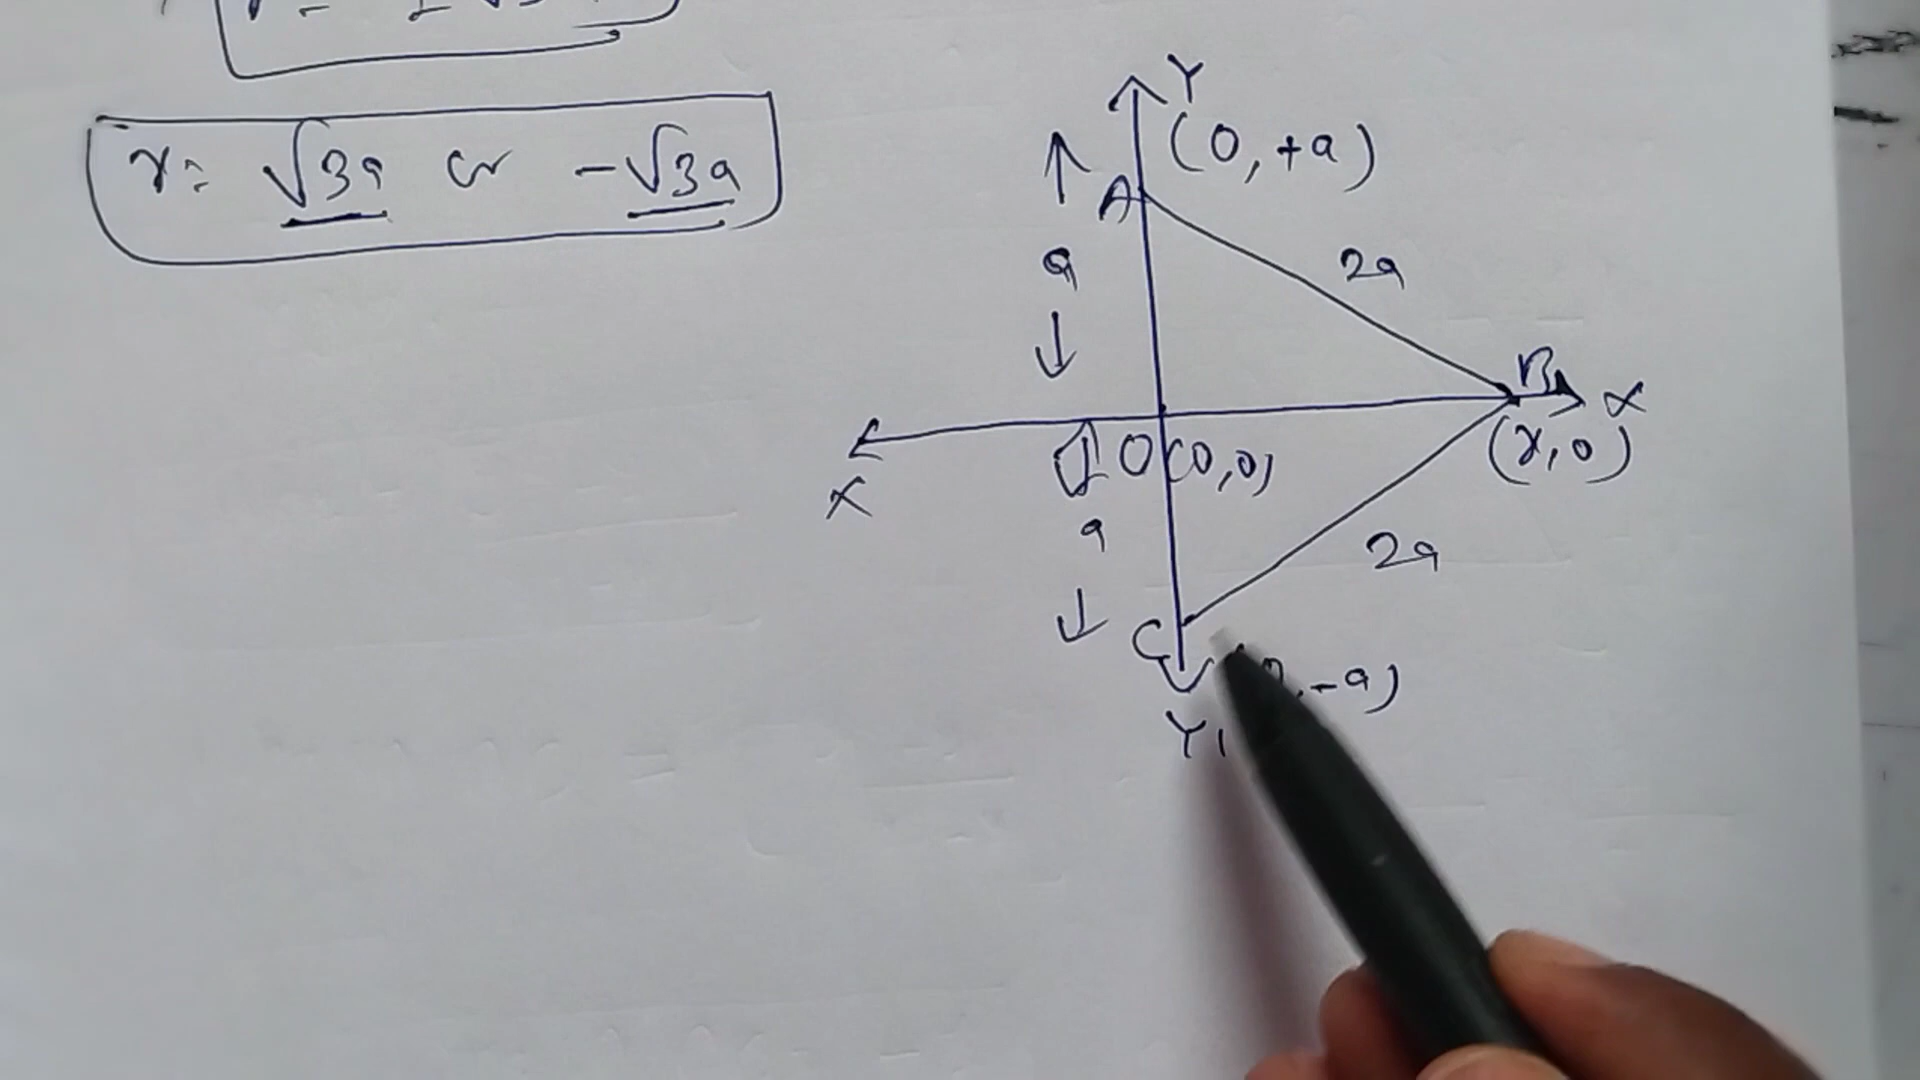 x = √3a or -√3a
Y
(0, +a)
A
a
2a
B
X
(x, 0)
O (0,0)
X
a
2a
C
, -a)
Y1